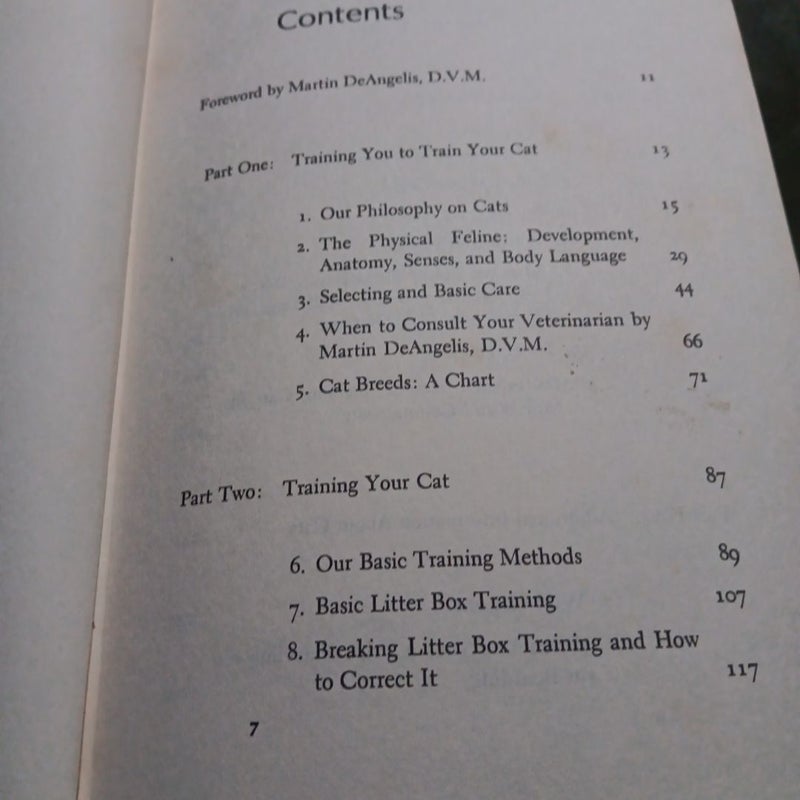 Contents
Foreword by Martin DeAngelis, D.V.M. 11
Part One: Training You to Train Your Cat 13
1. Our Philosophy on Cats 15
2. The Physical Feline: Development,
Anatomy, Senses, and Body Language 29
3. Selecting and Basic Care 44
4. When to Consult Your Veterinarian by
Martin DeAngelis, D.V.M. 66
5. Cat Breeds: A Chart 71
Part Two: Training Your Cat 87
6. Our Basic Training Methods 89
7. Basic Litter Box Training 107
8. Breaking Litter Box Training and How
to Correct It 117
7